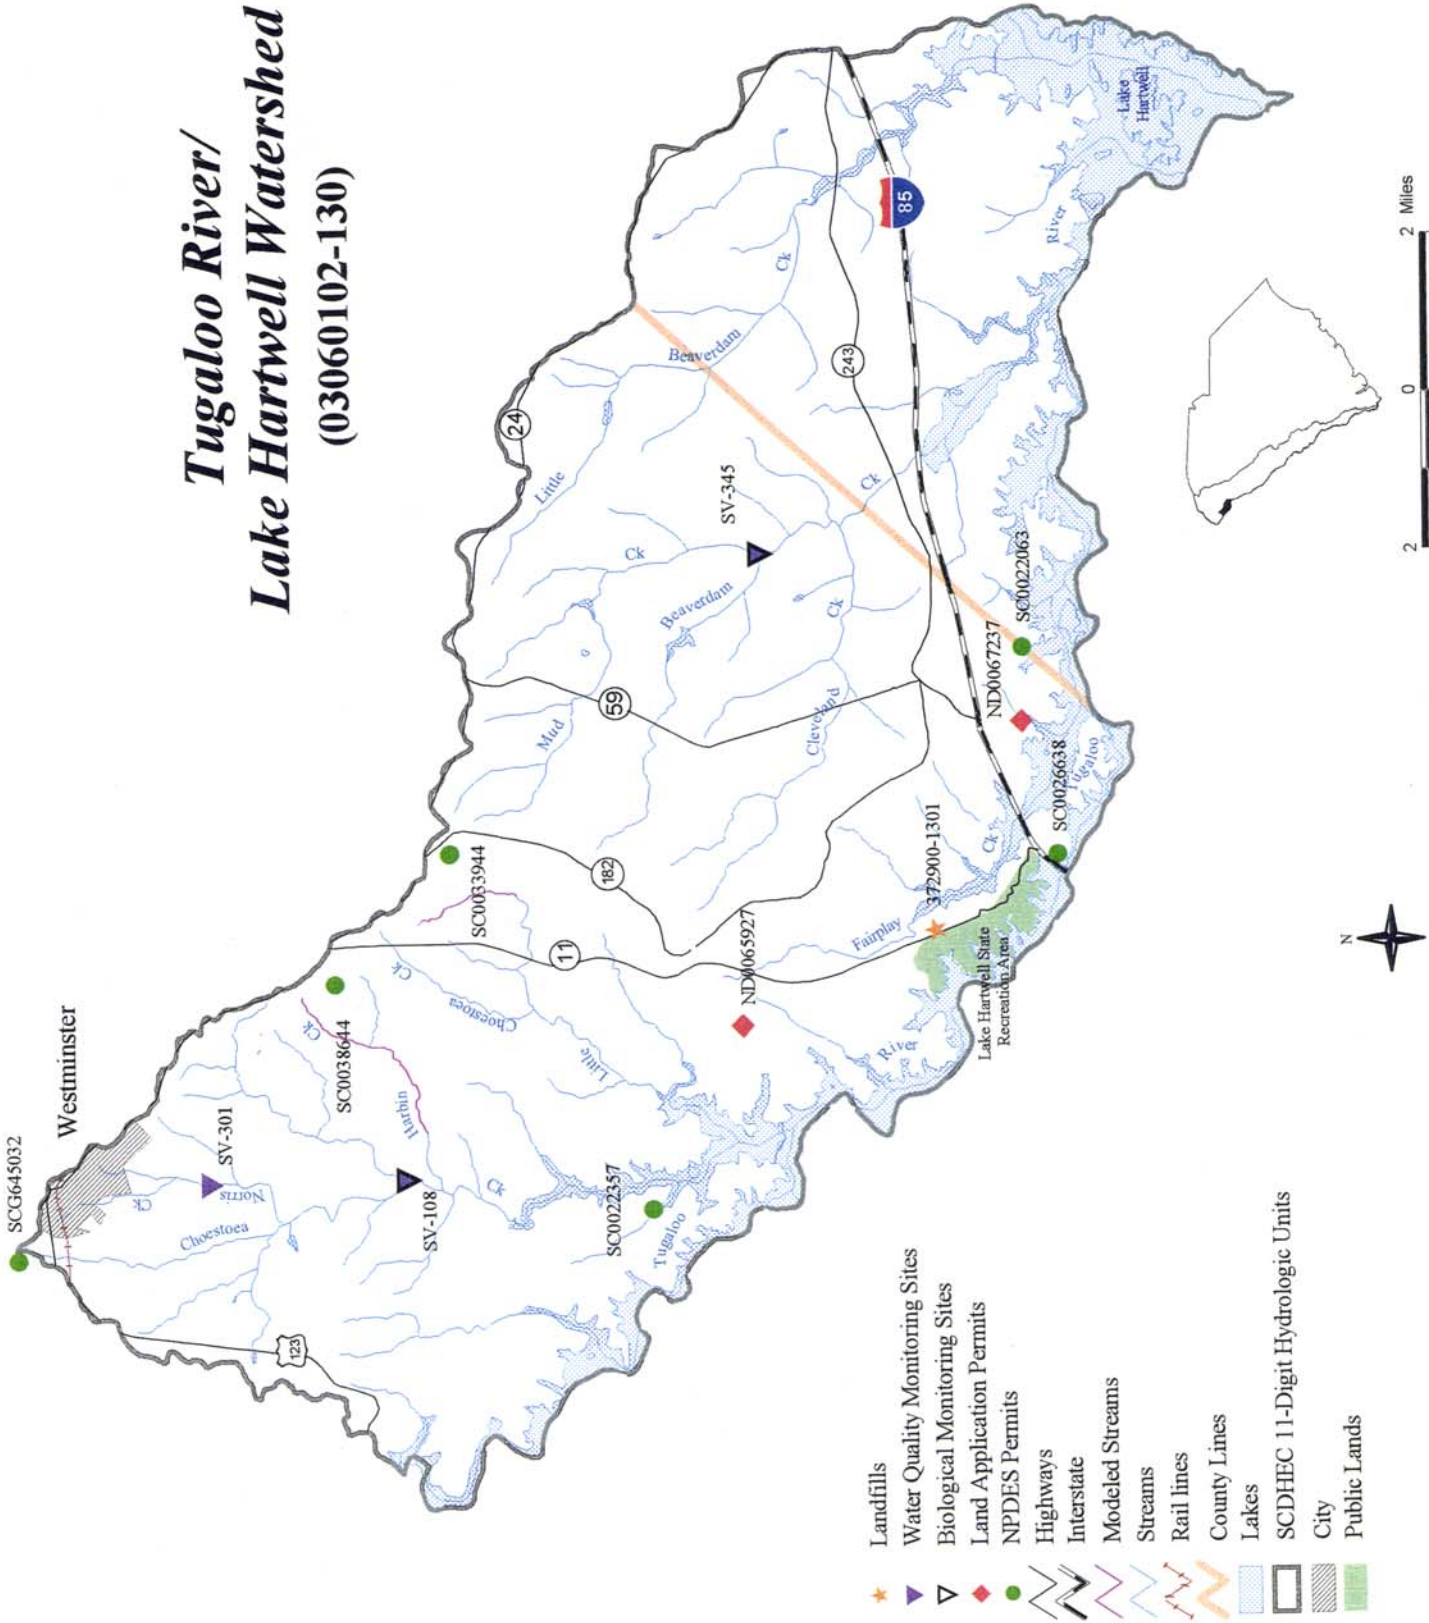 Tugaloo River/
Lake Hartwell Watershed
(03060102-130)
SCG645032
Westminster
SV-301
Norris
Ck
Choestoea
123
SC0038644
Ck
Harbin
SV-108
Ck
SC0022357
Tugaloo
SC0033944
11
182
Ck
Choestoea
Little
ND0065927
River
Lake Hartwell State
Recreation Area
Fairplay
Ck
372900-1301
SC0026638
Tugaloo
ND0067237
SC0022063
59
Mud
Ck
Cleveland
Ck
Beaverdam
SV-345
Ck
Little
24
Beaverdam
Ck
243
85
River
Lake
Hartwell
Landfills
Water Quality Monitoring Sites
Biological Monitoring Sites
Land Application Permits
NPDES Permits
Highways
Interstate
Modeled Streams
Streams
Rail lines
County Lines
Lakes
SCDHEC 11-Digit Hydrologic Units
City
Public Lands
N
2 0 2 Miles